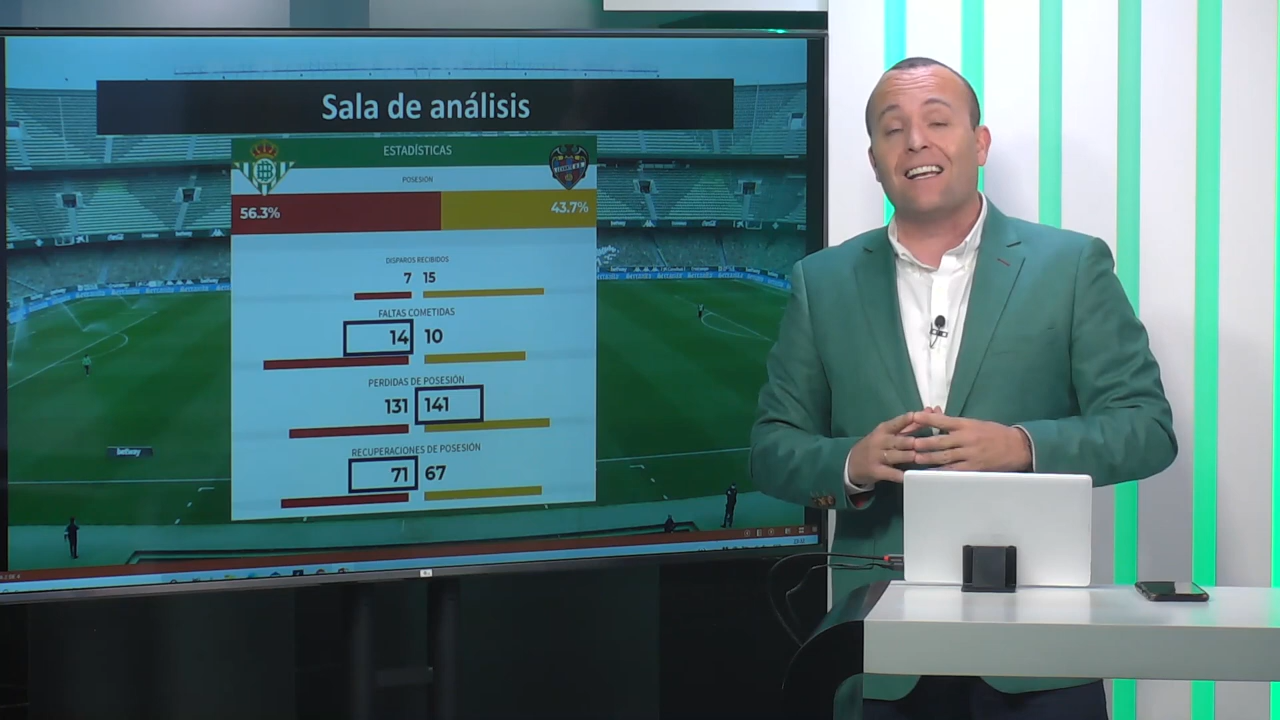 Sala de análisis
ESTADÍSTICAS
POSESIÓN
56.3% 43.7%
DISPAROS RECIBIDOS
7 15
FALTAS COMETIDAS
14 10
PERDIDAS DE POSESIÓN
131 141
RECUPERACIONES DE POSESIÓN
71 67
betway